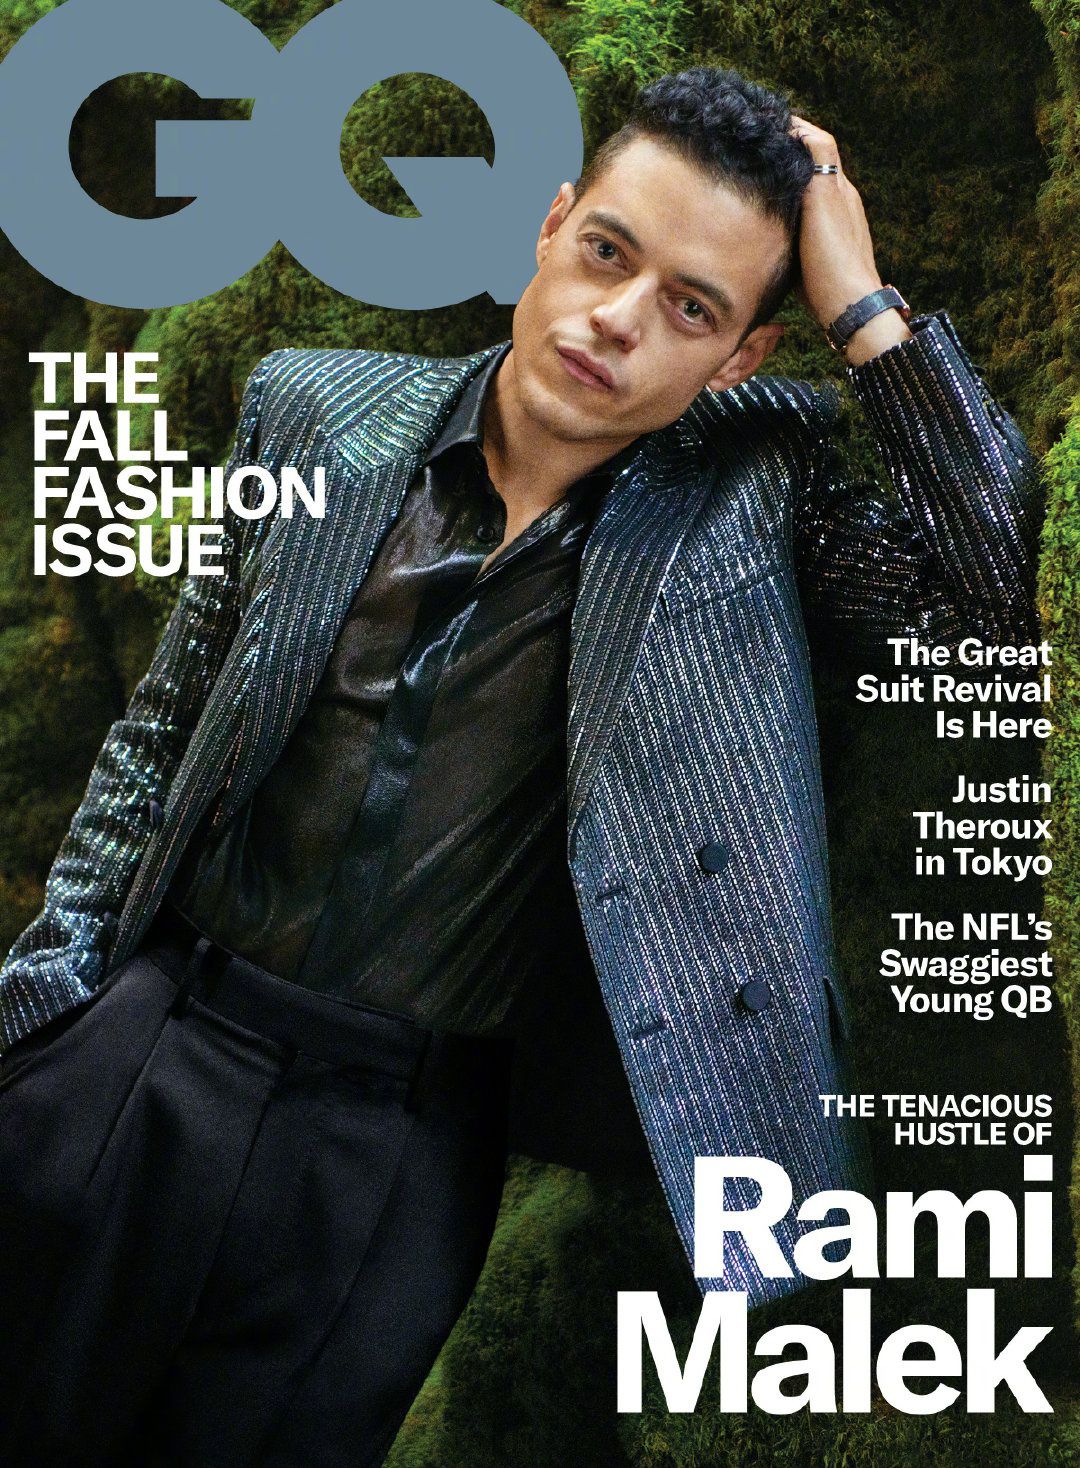 GQ
THE
FALL
FASHION
ISSUE
The Great
Suit Revival
Is Here
Justin
Theroux
in Tokyo
The NFL’s
Swaggiest
Young QB
THE TENACIOUS
HUSTLE OF
Rami
Malek